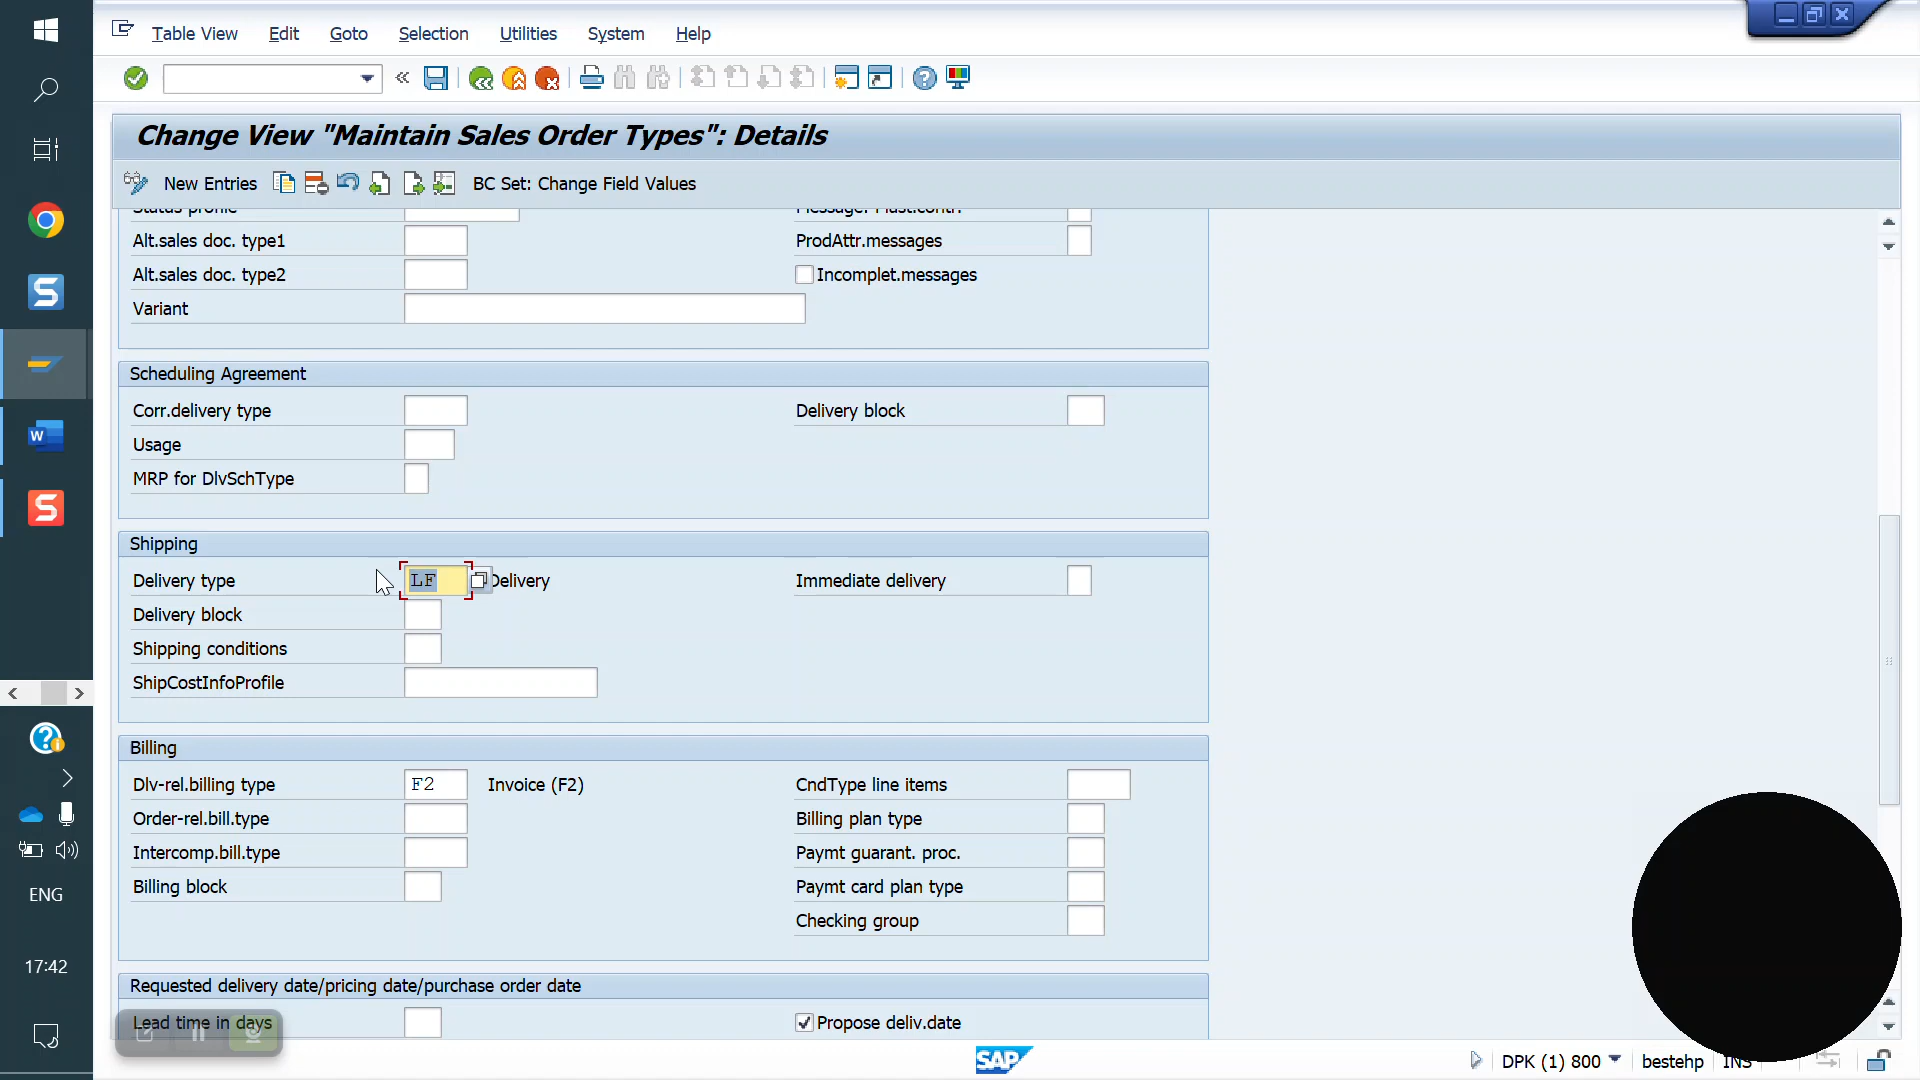 Table View Edit Goto Selection Utilities System Help
Change View "Maintain Sales Order Types": Details
New Entries BC Set: Change Field Values
Status profile
Alt.sales doc. type1 ProdAttr.messages
Alt.sales doc. type2 Incomplet.messages
Variant
Scheduling Agreement
Corr.delivery type Delivery block
Usage
MRP for DlvSchType
Shipping
Delivery type LF Delivery Immediate delivery
Delivery block
Shipping conditions
ShipCostInfoProfile
Billing
Dlv-rel.billing type F2 Invoice (F2) CndType line items
Order-rel.bill.type Billing plan type
Intercomp.bill.type Paymt guarant. proc.
Billing block Paymt card plan type
Checking group
Requested delivery date/pricing date/purchase order date
Lead time in days Propose deliv.date
SAP DPK (1) 800 bestehp INS
ENG
17:42